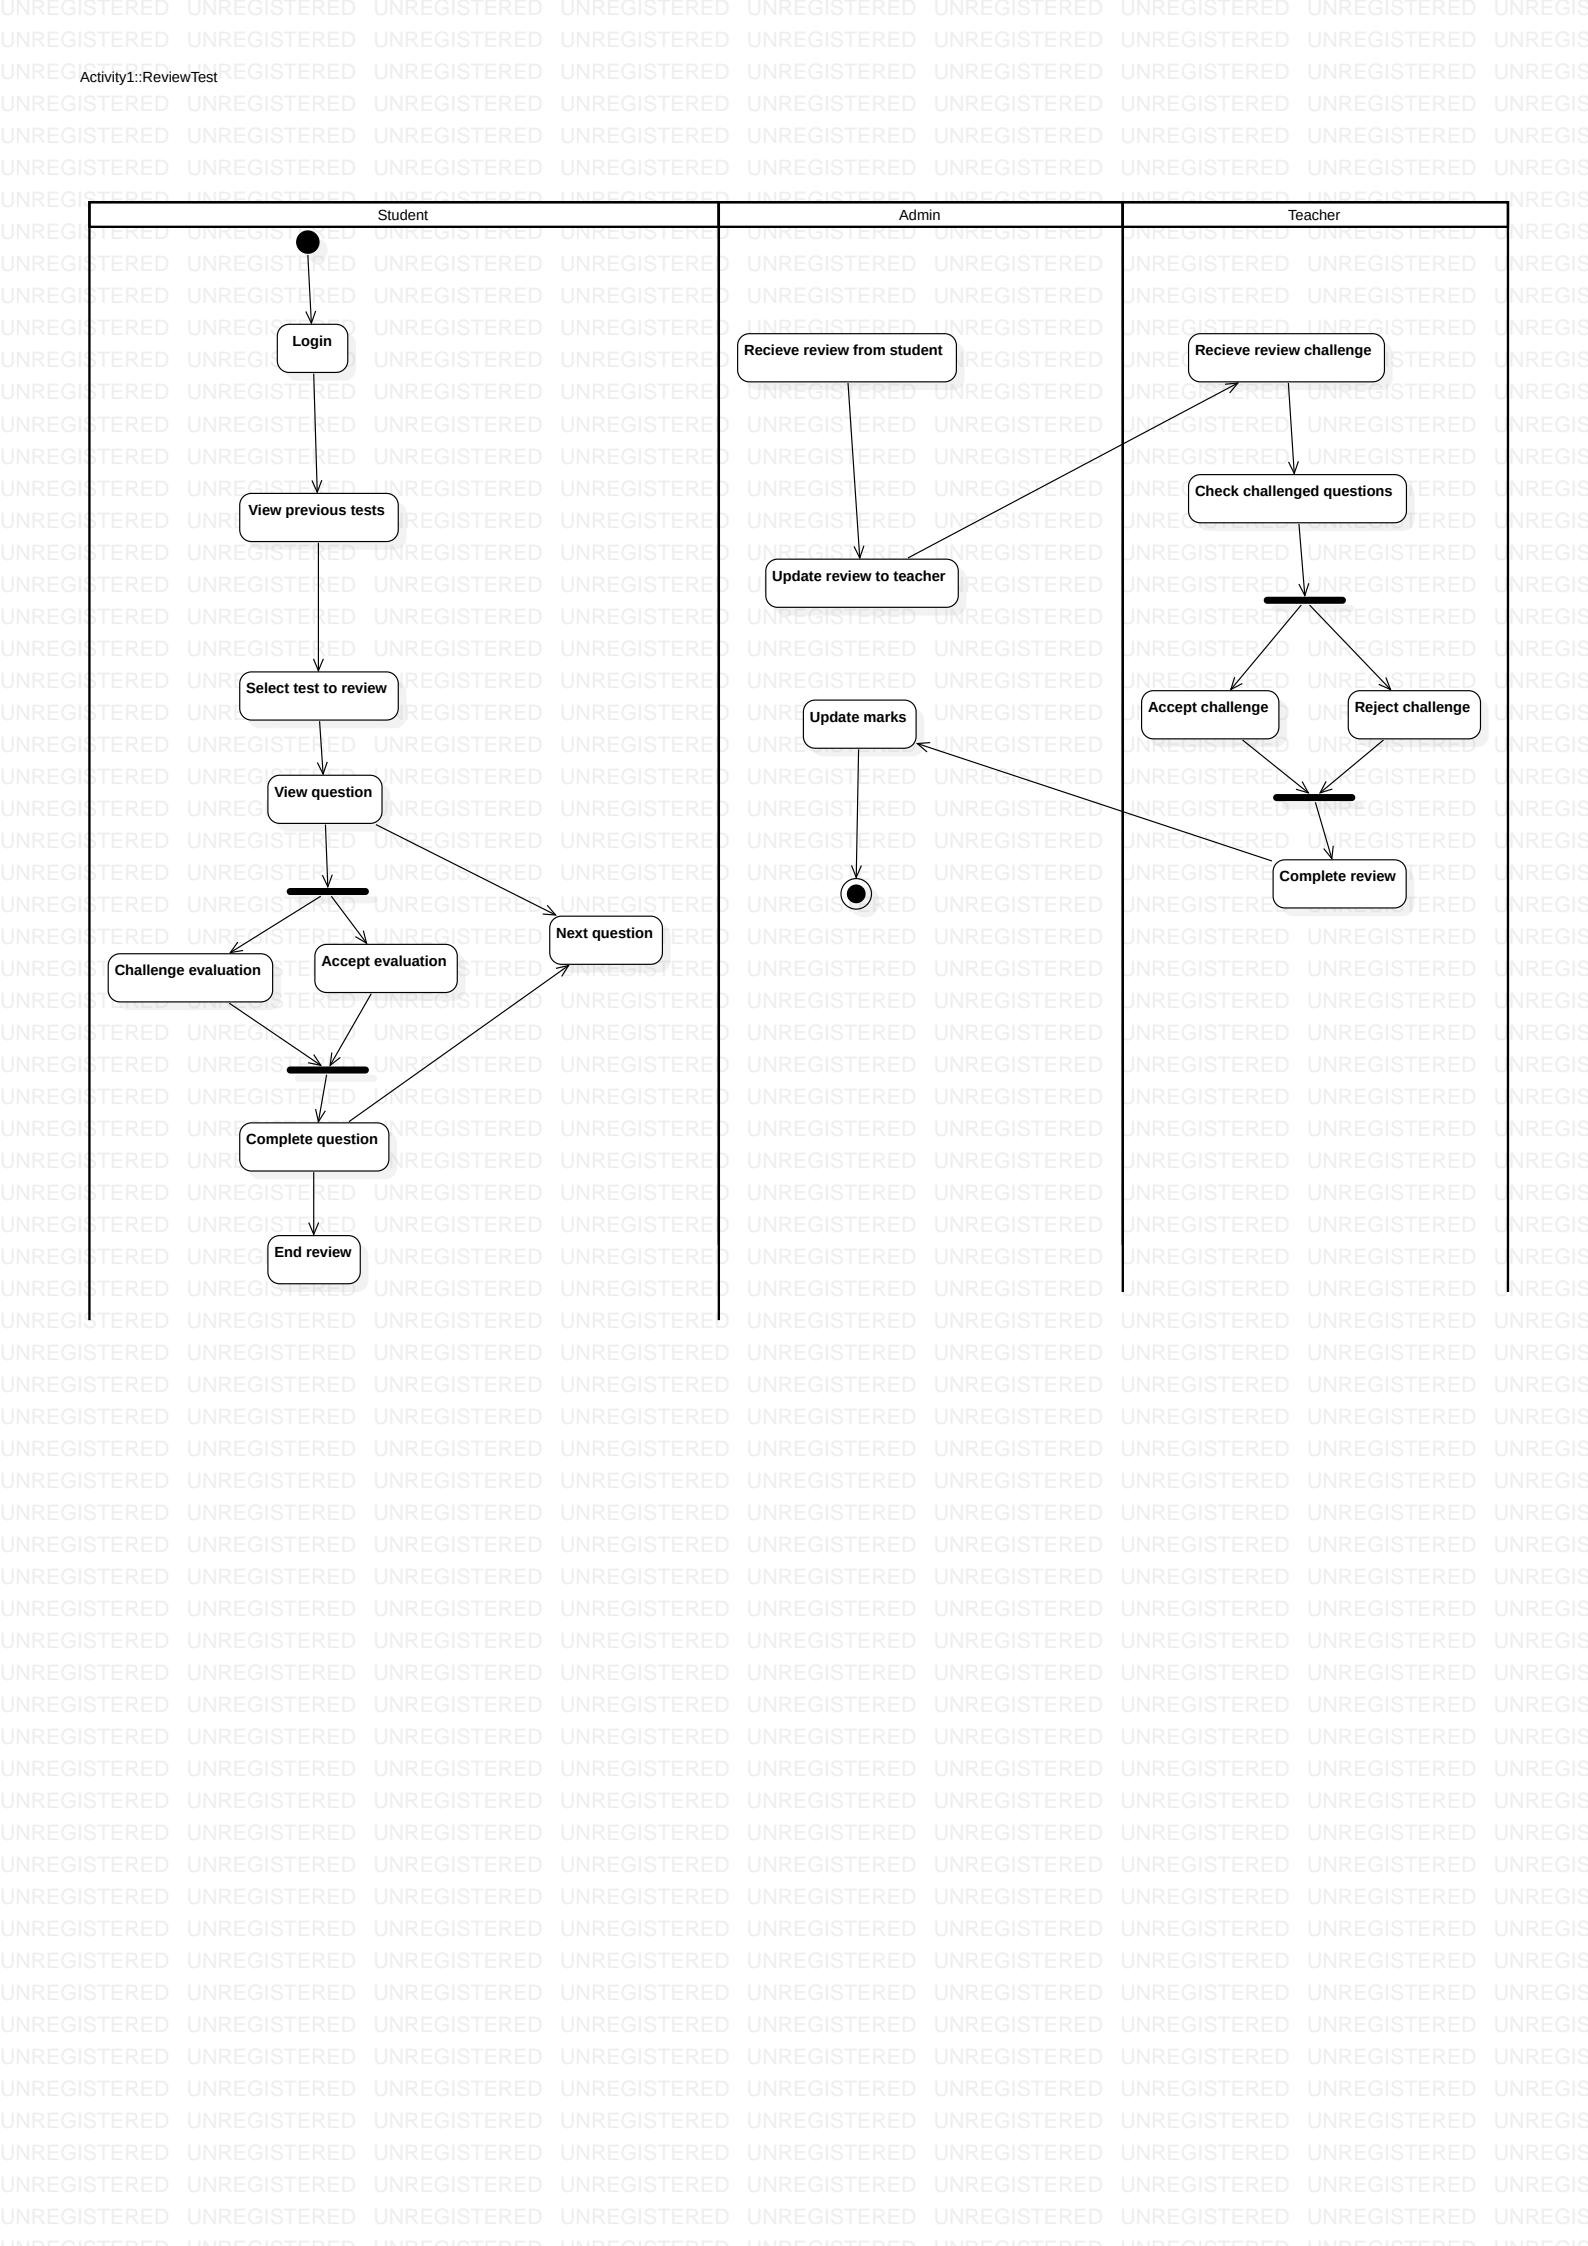 Activity1::ReviewTest
Student
Admin
Teacher
Login
Recieve review from student
Recieve review challenge
View previous tests
Check challenged questions
Update review to teacher
Select test to review
Accept challenge
Reject challenge
Update marks
View question
Complete review
Next question
Challenge evaluation
Accept evaluation
Complete question
End review
UNREGISTERED